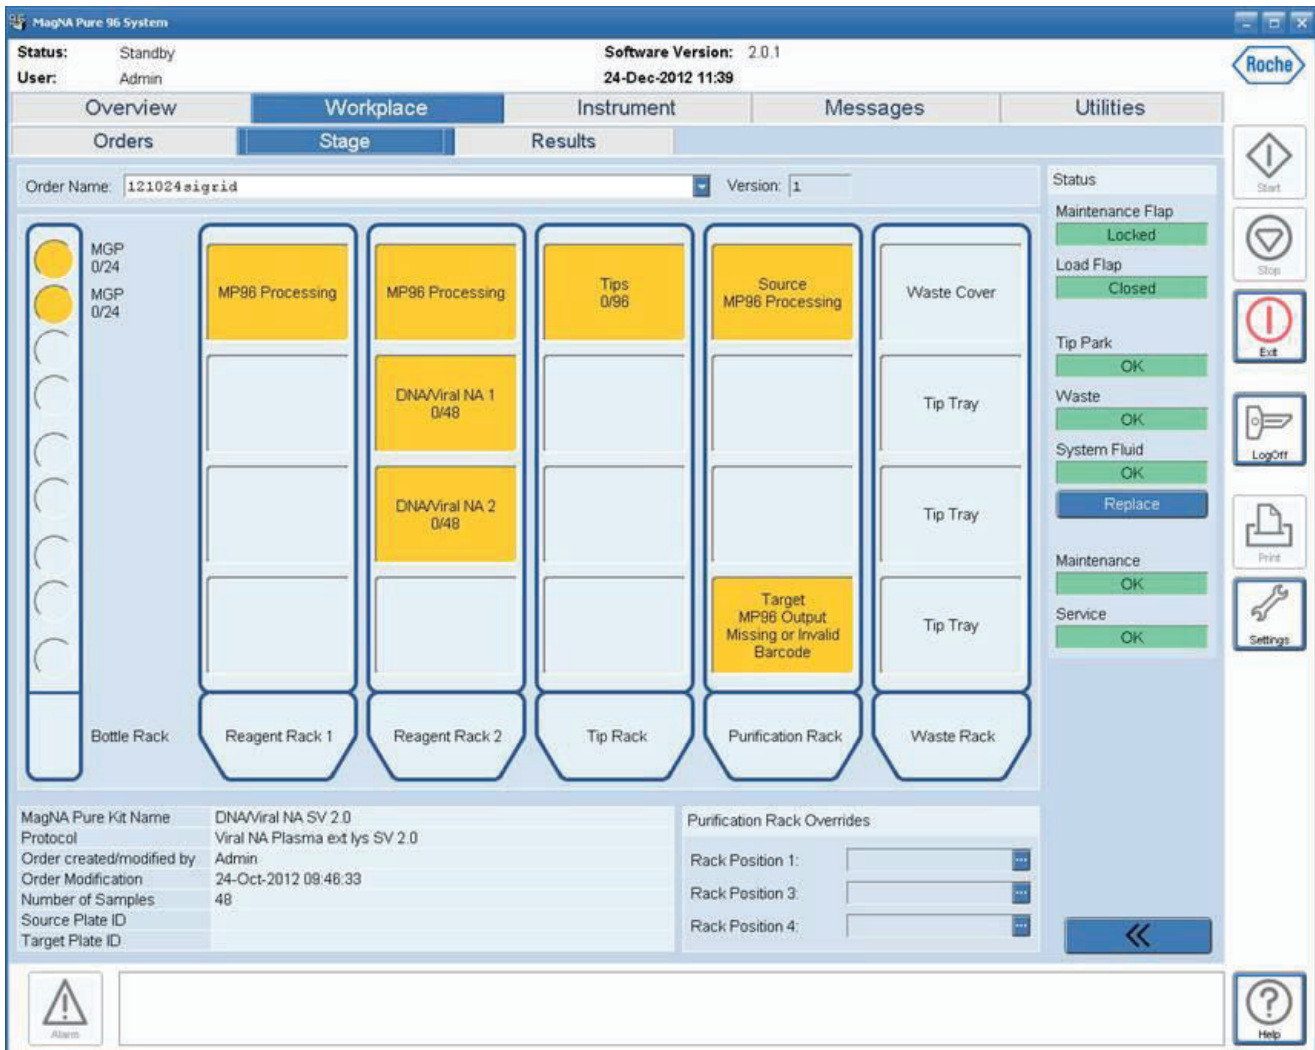 MagNA Pure 96 System
Status: Standby
Software Version: 2.0.1
User: Admin
24-Dec-2012 11:39
Roche
Overview Workplace Instrument Messages Utilities
Orders Stage Results
Order Name: 121024sigrid Version: 1
MGP
0/24
MGP
0/24
Bottle Rack
MP96 Processing
Reagent Rack 1
MP96 Processing
DNA/Viral NA 1
0/48
DNA/Viral NA 2
0/48
Reagent Rack 2
Tips
0/96
Tip Rack
Source
MP96 Processing
Target
MP96 Output
Missing or Invalid
Barcode
Purification Rack
Waste Cover
Tip Tray
Tip Tray
Tip Tray
Waste Rack
Status
Maintenance Flap
Locked
Load Flap
Closed
Tip Park
OK
Waste
OK
System Fluid
OK
Replace
Maintenance
OK
Service
OK
Start
Stop
Exit
LogOff
Print
Settings
MagNA Pure Kit Name DNA/Viral NA SV 2.0
Protocol Viral NA Plasma ext lys SV 2.0
Order created/modified by Admin
Order Modification 24-Oct-2012 09:46:33
Number of Samples 48
Source Plate ID
Target Plate ID
Purification Rack Overrides
Rack Position 1:
Rack Position 3:
Rack Position 4:
Alarm
Help